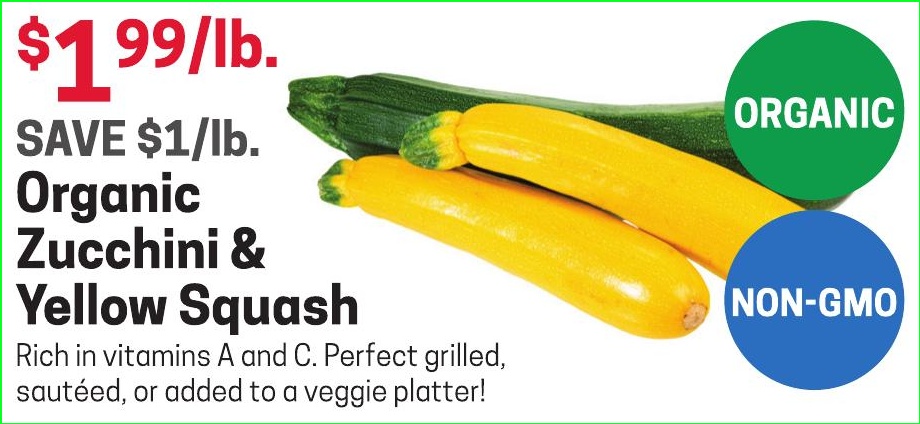 $1 99/lb.
SAVE $1/lb.
Organic
Zucchini &
Yellow Squash
Rich in vitamins A and C. Perfect grilled,
sautéed, or added to a veggie platter!
ORGANIC
NON-GMO